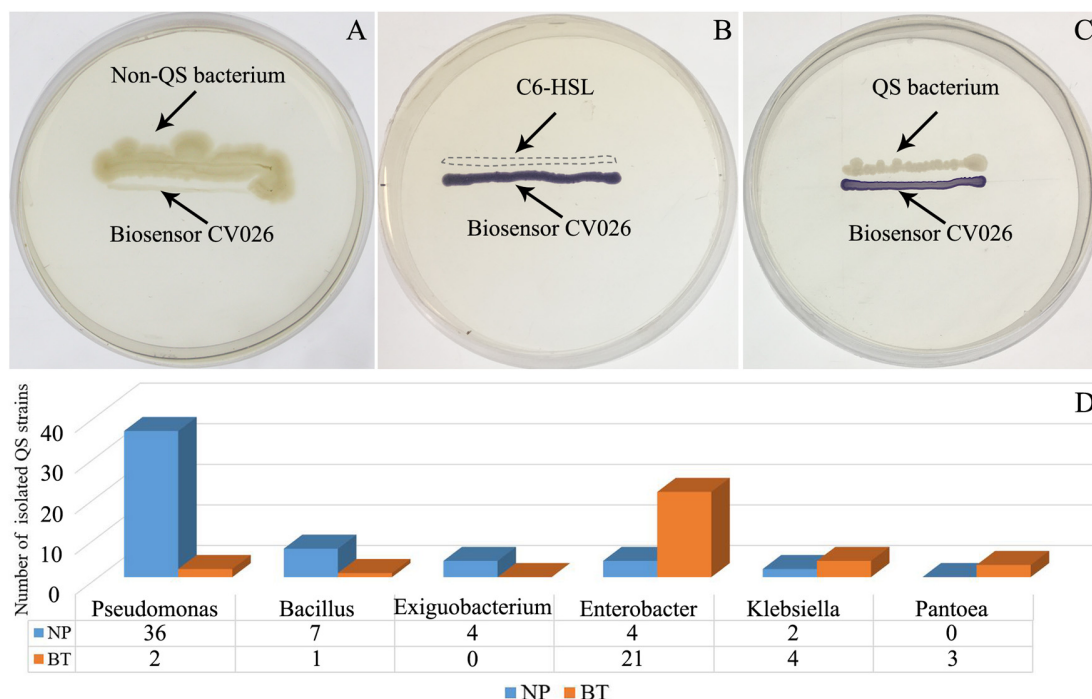 A
Non-QS bacterium
Biosensor CV026
B
C6-HSL
Biosensor CV026
C
QS bacterium
Biosensor CV026
D
Number of isolated QS strains
40
30
20
10
0
Pseudomonas Bacillus Exiguobacterium Enterobacter Klebsiella Pantoea
NP 36 7 4 4 2 0
BT 2 1 0 21 4 3
NP BT